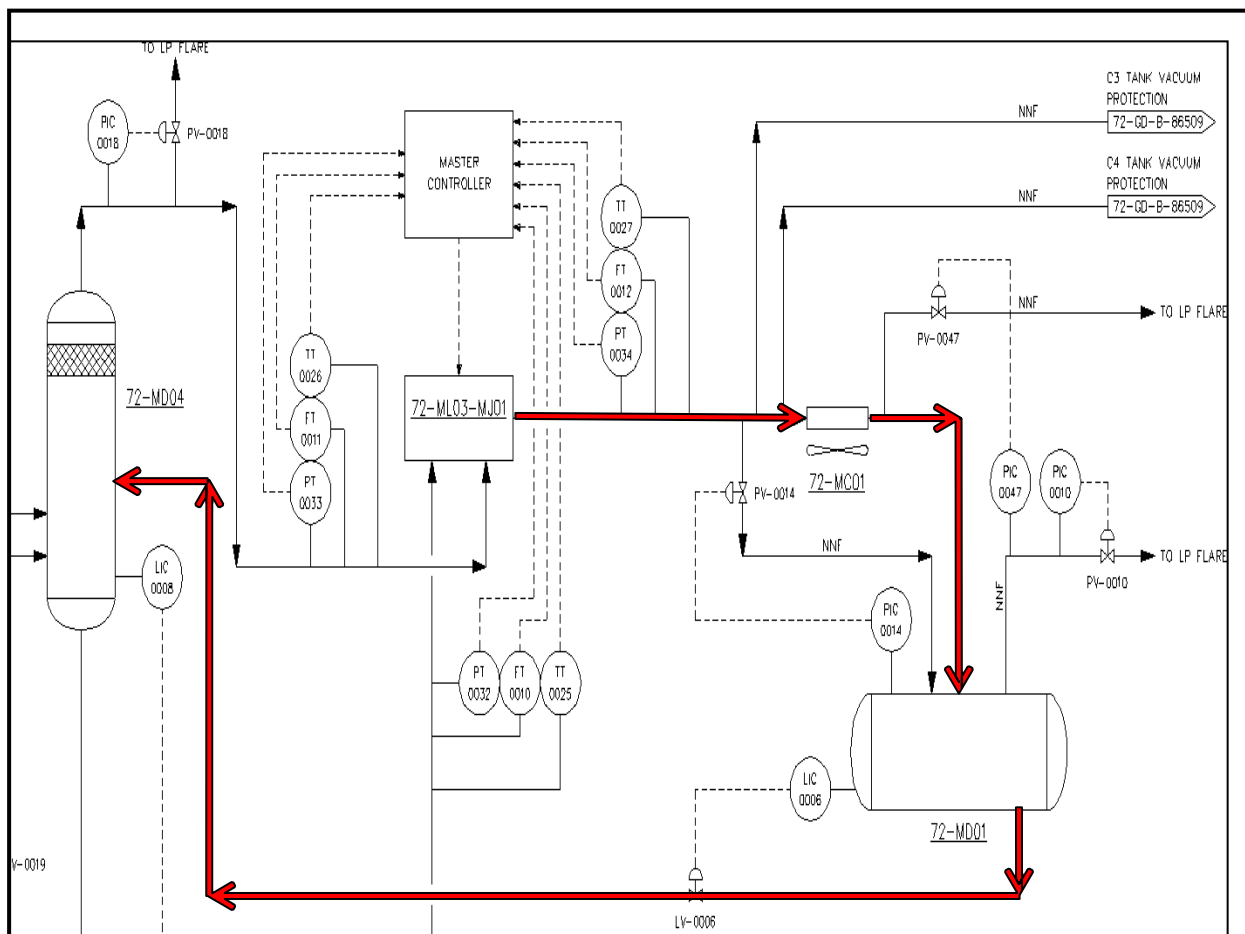 TO LP FLARE
PIC
0018
PV-0018
MASTER
CONTROLLER
C3 TANK VACUUM
PROTECTION
NNF
72-GD-B-86509
C4 TANK VACUUM
PROTECTION
NNF
72-GD-B-86509
TT
0027
FT
0012
PT
0034
NNF
TO LP FLARE
PV-0047
TT
0026
FT
0011
PT
0033
72-MD04
72-ML03-MJ01
72-MC01
PV-0014
PIC
0047
PIC
0010
NNF
TO LP FLARE
PV-0010
NNF
LIC
0008
PIC
0014
PT
0032
FT
0010
TT
0025
LIC
0006
72-MD01
V-0019
LV-0006